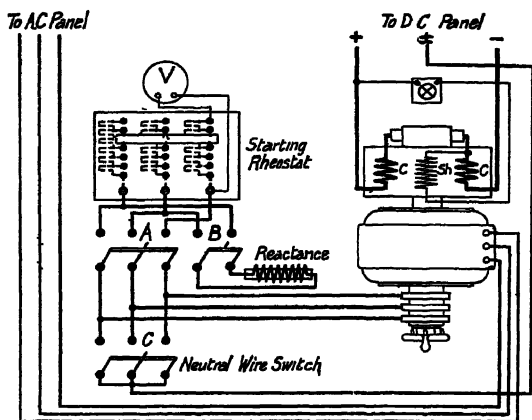 To A.C Panel
To D C Panel
+ ± -
V
Starting
Rheostat
C Sh C
A B
Reactance
C
Neutral Wire Switch